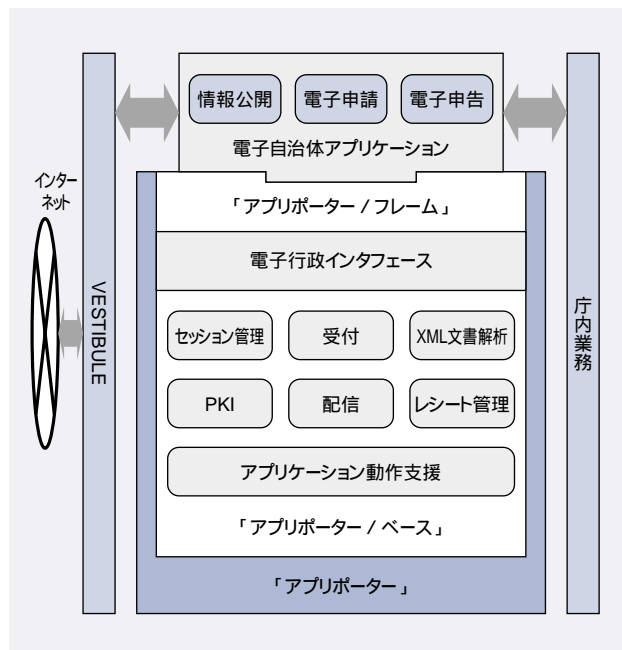 情報公開
電子申請
電子申告
電子自治体アプリケーション
インター
ネット
「アプリポーター / フレーム」
電子行政インタフェース
VESTIBULE
庁内業務
セッション管理
受付
XML文書解析
PKI
配信
レシート管理
アプリケーション動作支援
「アプリポーター / ベース」
「アプリポーター」